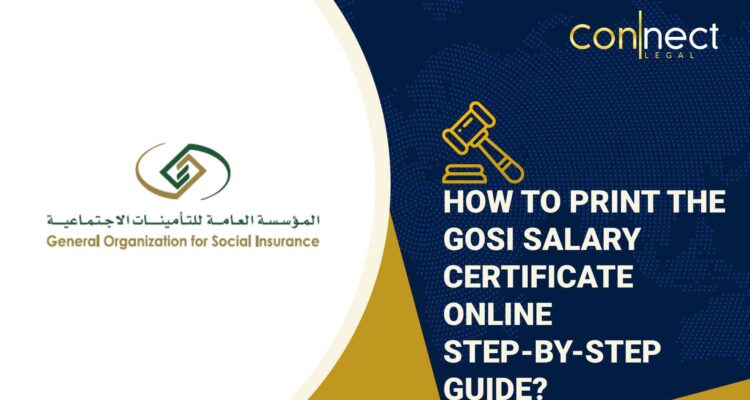 Connect
LEGAL
المؤسسة العامة للتأمينات الاجتماعية
General Organization for Social Insurance
HOW TO PRINT THE
GOSI SALARY
CERTIFICATE
ONLINE
STEP-BY-STEP
GUIDE?